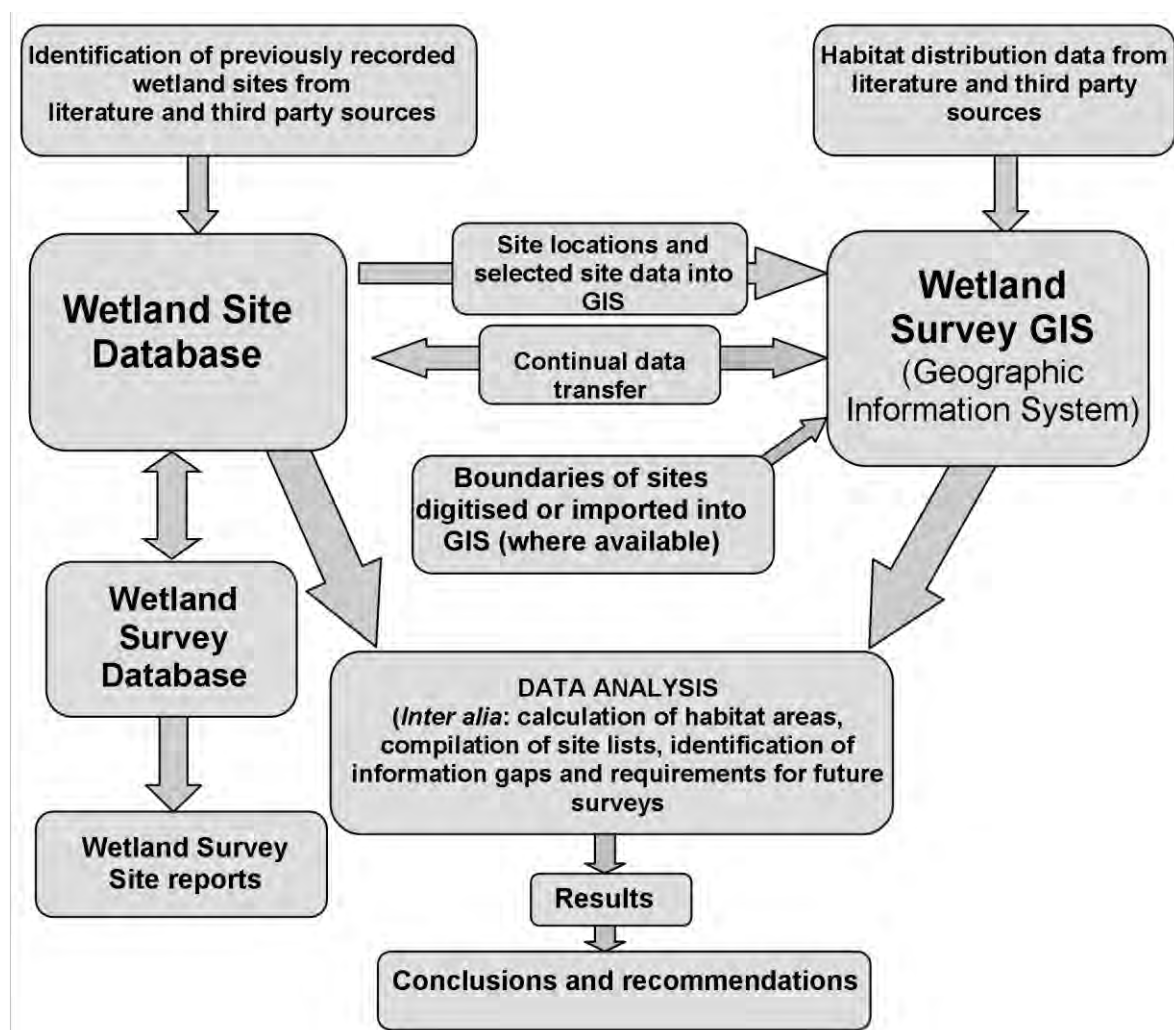 Identification of previously recorded
wetland sites from
literature and third party sources
Habitat distribution data from
literature and third party
sources
Wetland Site
Database
Site locations and
selected site data into
GIS
Continual data
transfer
Wetland
Survey GIS
(Geographic
Information System)
Boundaries of sites
digitised or imported into
GIS (where available)
Wetland
Survey
Database
DATA ANALYSIS
(Inter alia: calculation of habitat areas,
compilation of site lists, identification of
information gaps and requirements for future
surveys
Wetland Survey
Site reports
Results
Conclusions and recommendations